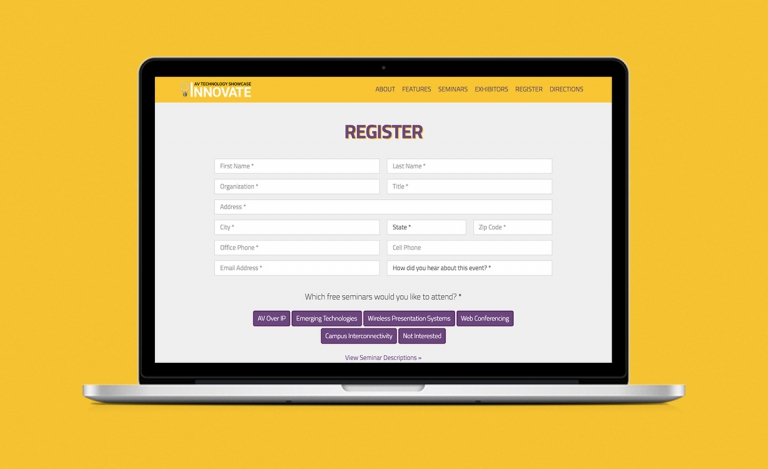 AV TECHNOLOGY SHOWCASE
INNOVATE
ABOUT FEATURES SEMINARS EXHIBITORS REGISTER DIRECTIONS
REGISTER
First Name * Last Name *
Organization * Title *
Address *
City * State * Zip Code *
Office Phone * Cell Phone
Email Address * How did you hear about this event? *
Which free seminars would you like to attend? *
AV Over IP Emerging Technologies Wireless Presentation Systems Web Conferencing
Campus Interconnectivity Not Interested
View Seminar Descriptions »